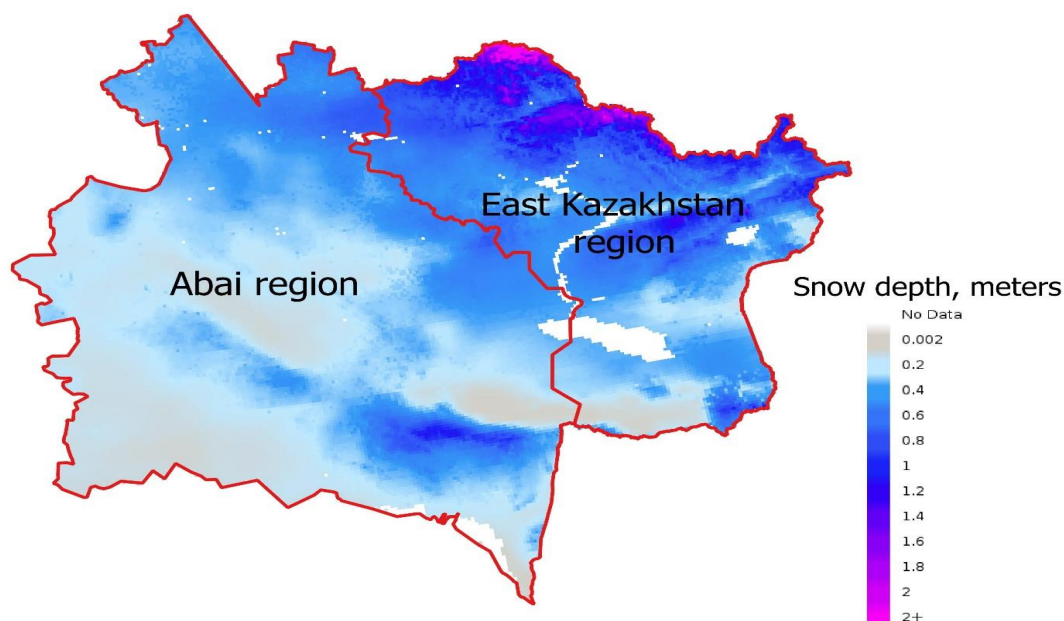 East Kazakhstan
region
Abai region
Snow depth, meters
No Data
0.002
0.2
0.4
0.6
0.8
1
1.2
1.4
1.6
1.8
2
2+